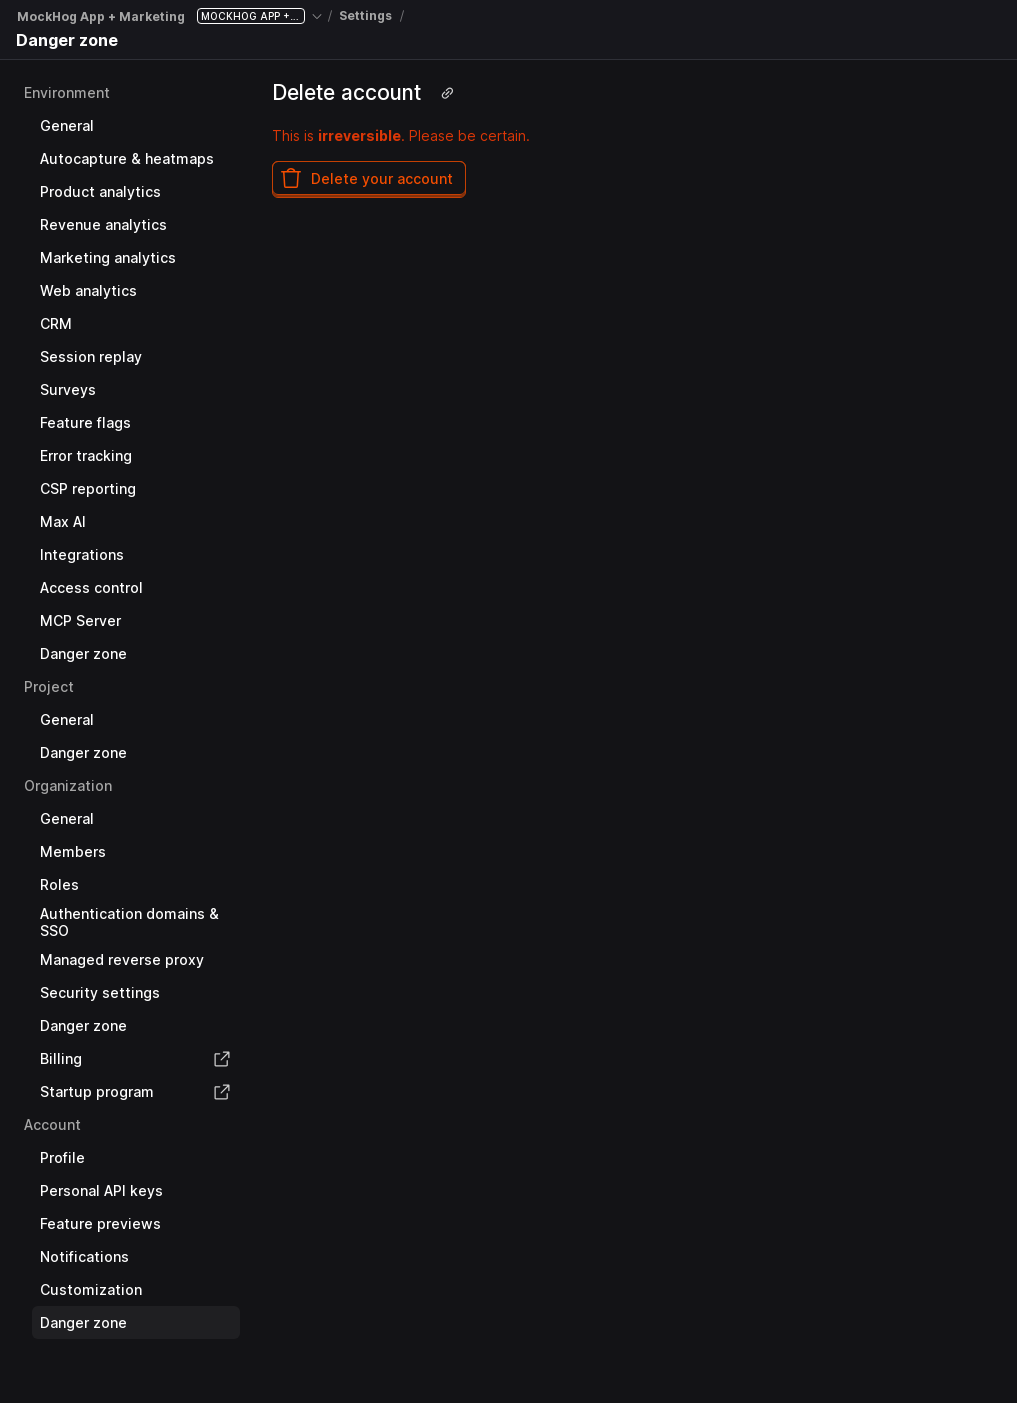 MockHog App + Marketing MOCKHOG APP +... / Settings /
Danger zone
Environment
General
Autocapture & heatmaps
Product analytics
Revenue analytics
Marketing analytics
Web analytics
CRM
Session replay
Surveys
Feature flags
Error tracking
CSP reporting
Max AI
Integrations
Access control
MCP Server
Danger zone
Project
General
Danger zone
Organization
General
Members
Roles
Authentication domains &
SSO
Managed reverse proxy
Security settings
Danger zone
Billing
Startup program
Account
Profile
Personal API keys
Feature previews
Notifications
Customization
Danger zone
Delete account
This is irreversible. Please be certain.
Delete your account